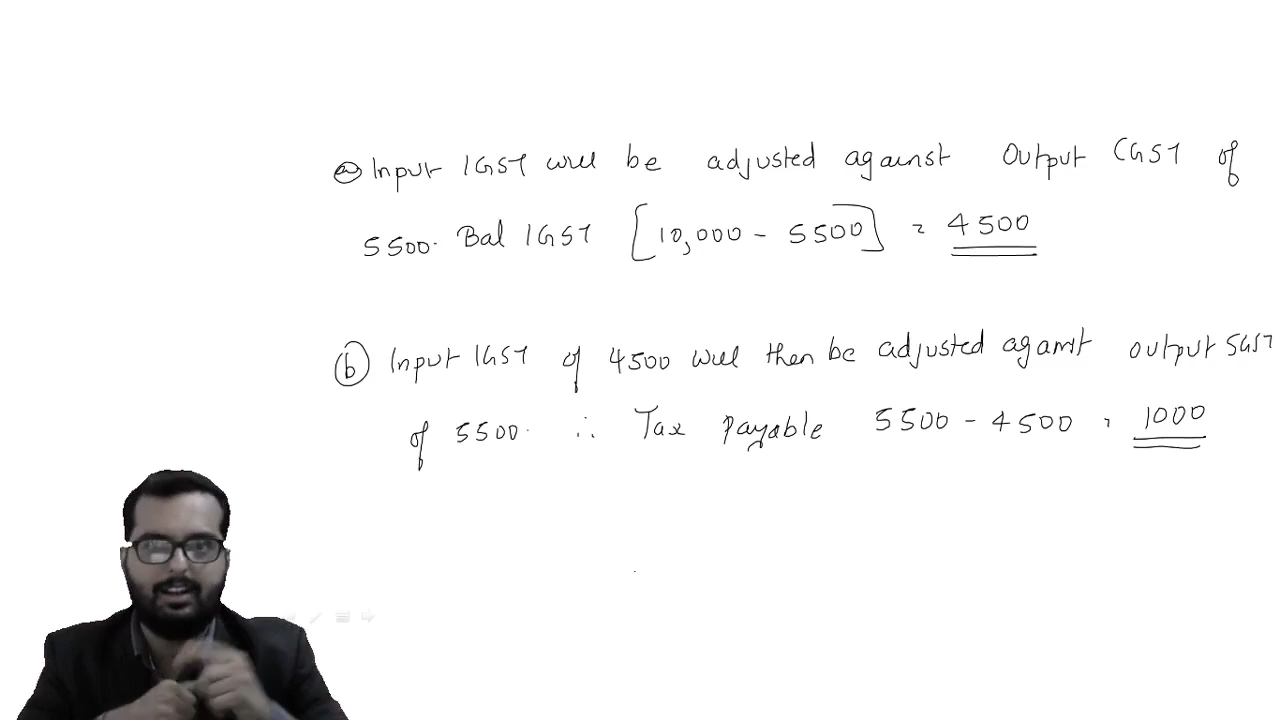 (a) Input IGST will be adjusted against Output CGST of
5500. Bal IGST [10,000 - 5500] = 4500
(b) Input IGST of 4500 will then be adjusted against output SGST
of 5500. ∴ Tax payable 5500 - 4500 = 1000